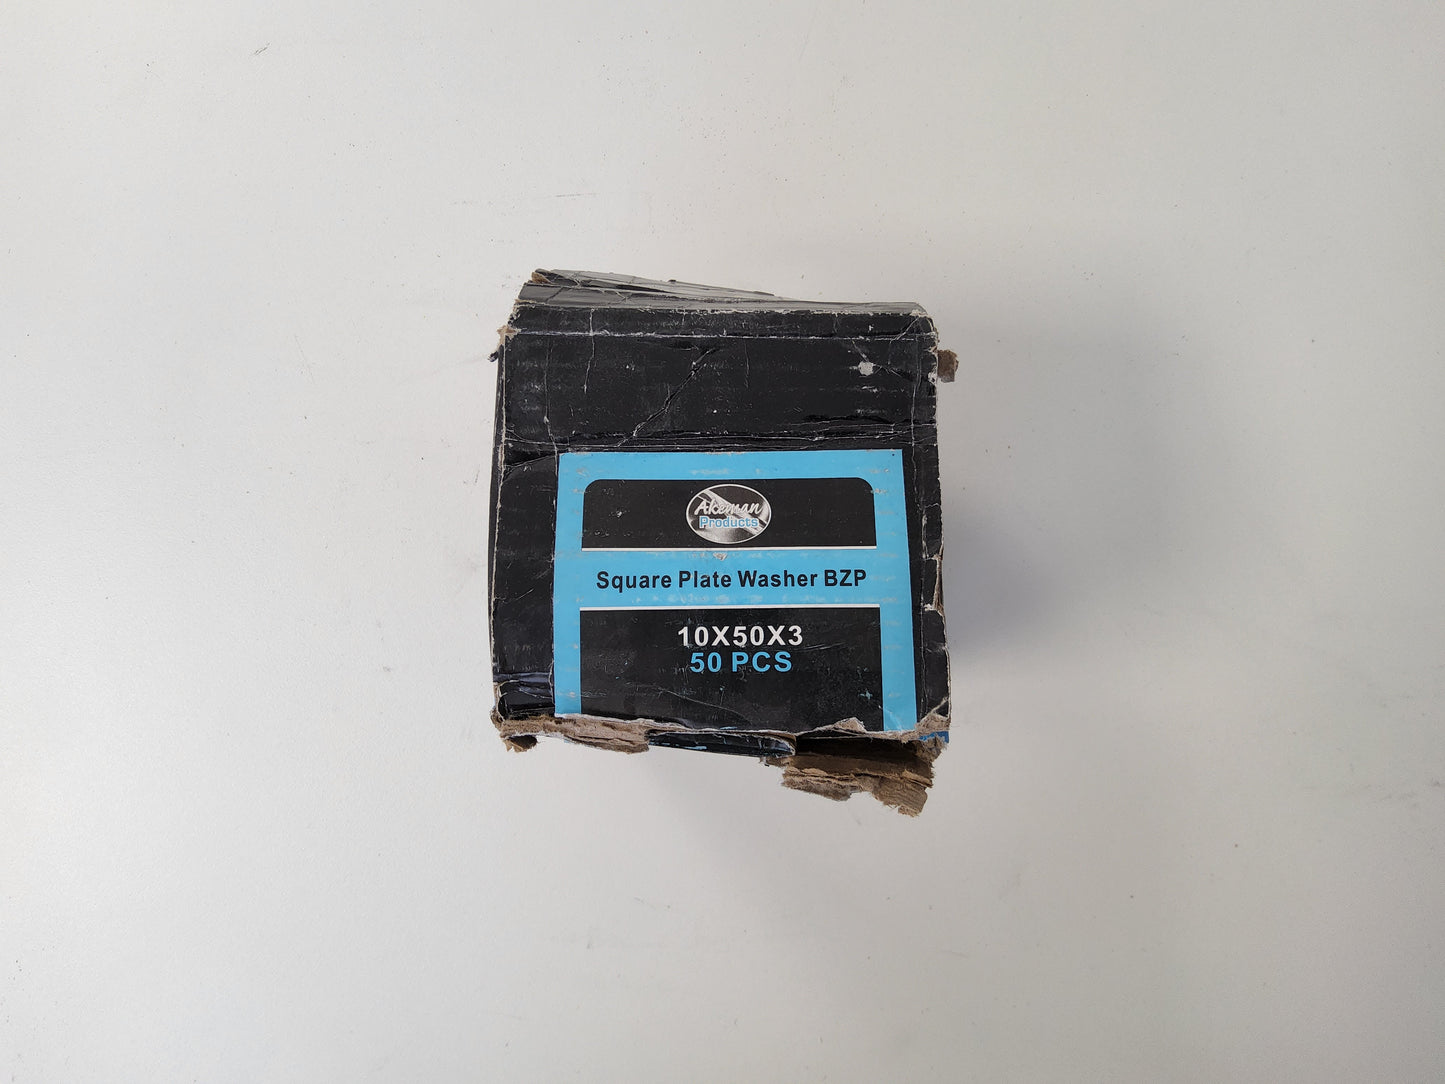 Akeman
Products
Square Plate Washer BZP
10X50X3
50 PCS